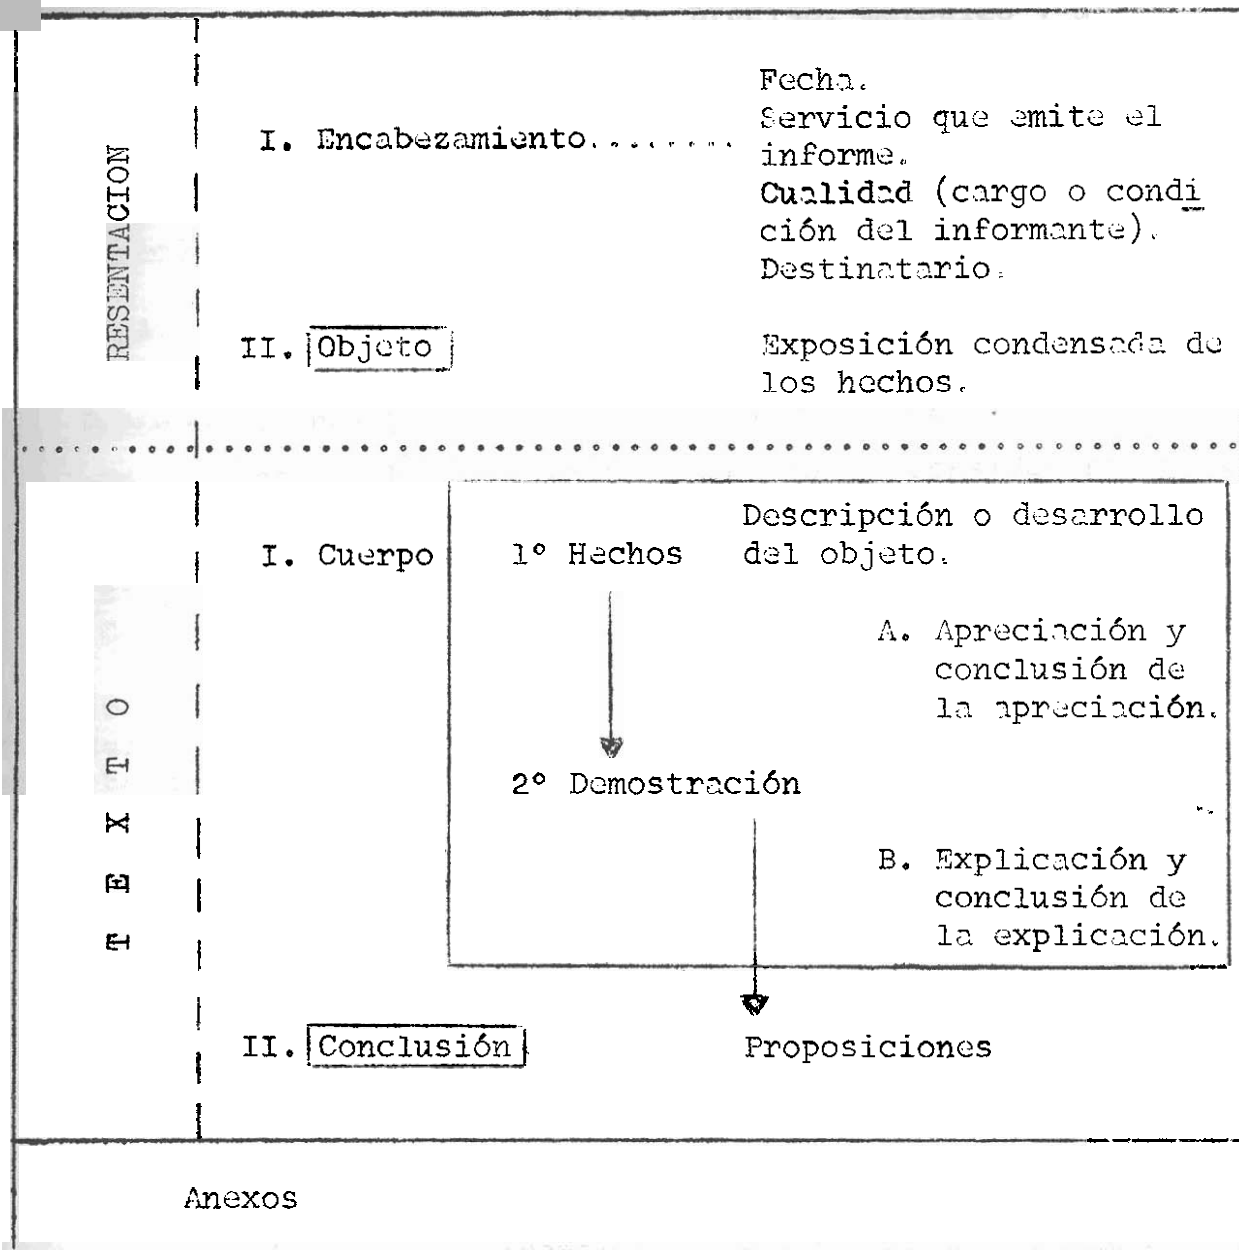 RESENTACION
I. Encabezamiento.........
Fecha.
Servicio que emite el
informe.
Cualidad (cargo o condi
ción del informante).
Destinatario.
II. Objeto
Exposición condensada de
los hechos.
TEXTO
I. Cuerpo
1º Hechos
Descripción o desarrollo
del objeto.
A. Apreciación y
conclusión de
la apreciación.
2º Demostración
B. Explicación y
conclusión de
la explicación.
II. Conclusión
Proposiciones
Anexos